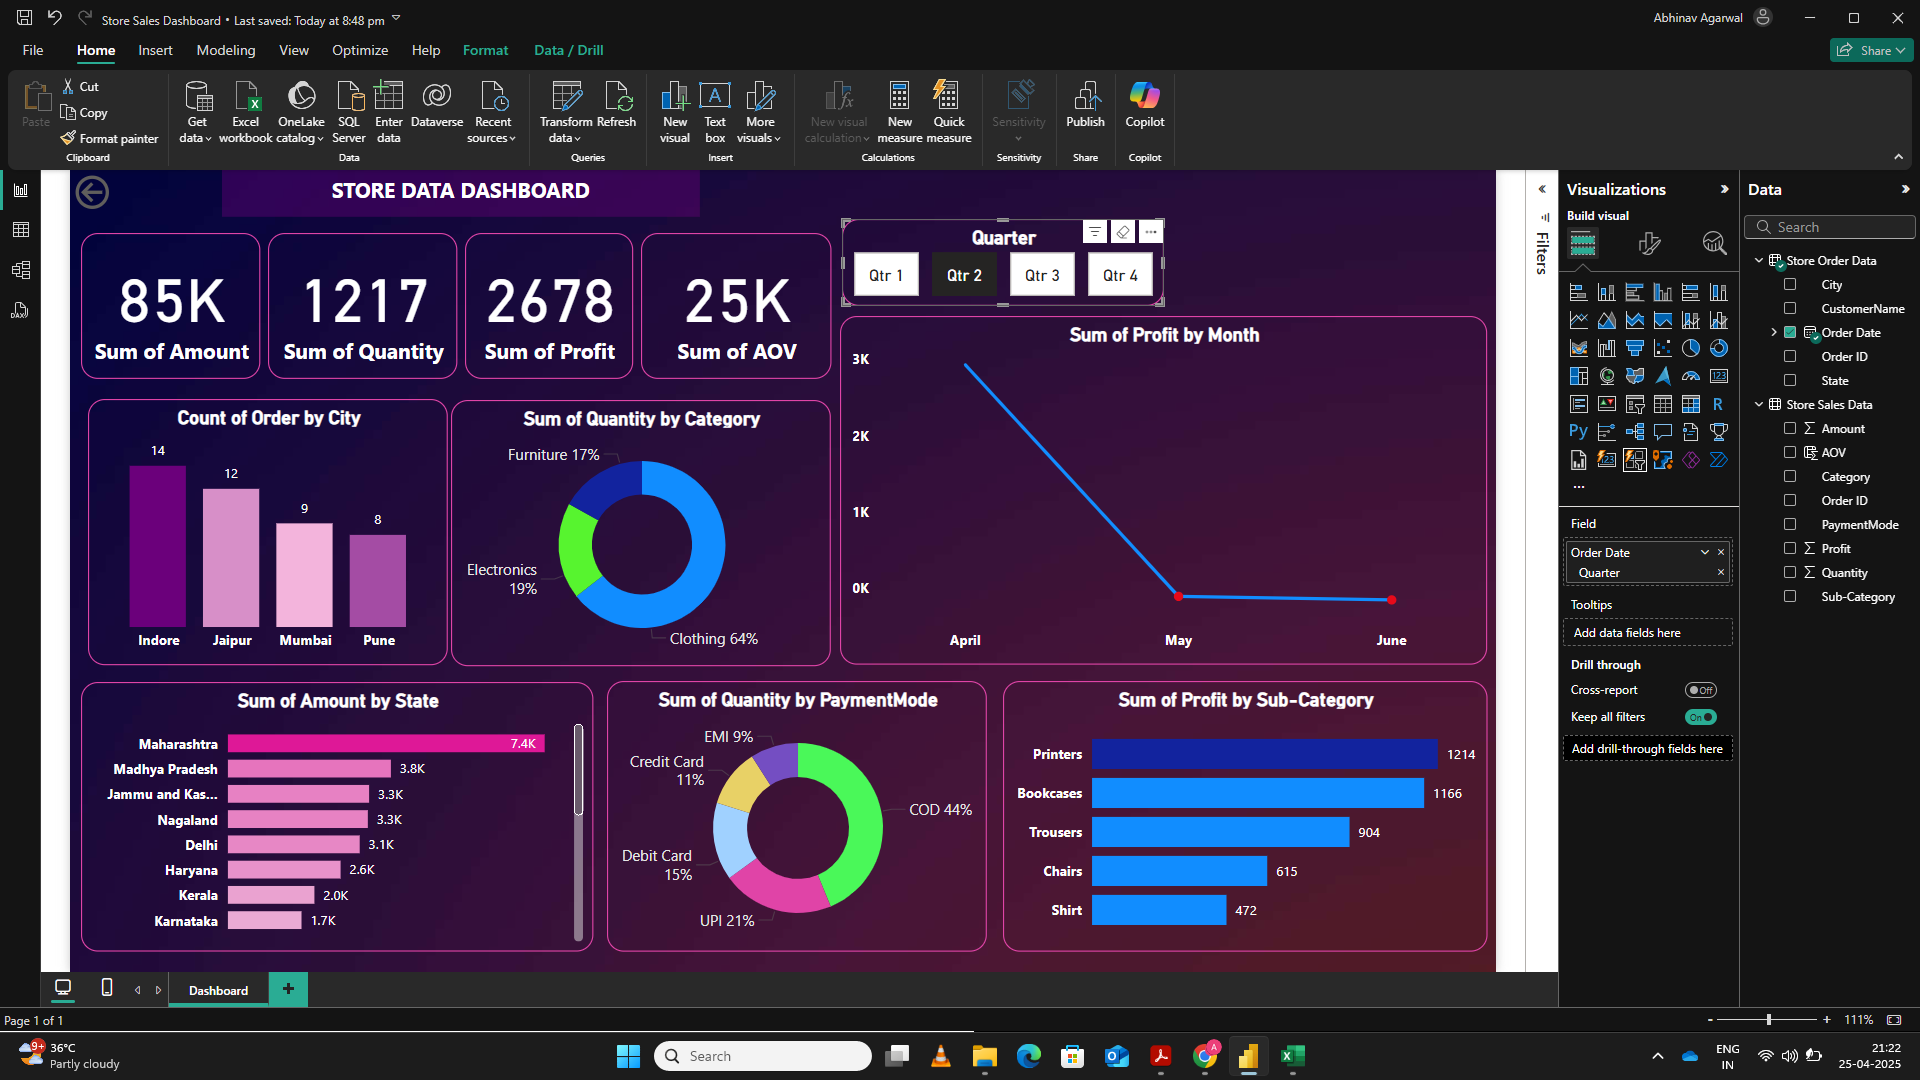 Store Sales Dashboard • Last saved: Today at 8:48 pm
Abhinav Agarwal
File
Home
Insert
Modeling
View
Optimize
Help
Format
Data / Drill
Share
Paste
Cut
Copy
Format painter
Clipboard
Get data
Excel workbook
OneLake catalog
SQL Server
Enter data
Dataverse
Recent sources
Data
Transform data
Refresh
Queries
New visual
Text box
More visuals
Insert
New visual calculation
New measure
Quick measure
Calculations
Sensitivity
Sensitivity
Publish
Share
Copilot
Copilot
STORE DATA DASHBOARD
85K
Sum of Amount
1217
Sum of Quantity
2678
Sum of Profit
25K
Sum of AOV
Quarter
Qtr 1
Qtr 2
Qtr 3
Qtr 4
Count of Order by City
14
12
9
8
Indore
Jaipur
Mumbai
Pune
Sum of Quantity by Category
Furniture 17%
Electronics
19%
Clothing 64%
Sum of Profit by Month
3K
2K
1K
0K
April
May
June
Sum of Amount by State
Maharashtra 7.4K
Madhya Pradesh 3.8K
Jammu and Kas... 3.3K
Nagaland 3.3K
Delhi 3.1K
Haryana 2.6K
Kerala 2.0K
Karnataka 1.7K
Sum of Quantity by PaymentMode
EMI 9%
Credit Card
11%
COD 44%
Debit Card
15%
UPI 21%
Sum of Profit by Sub-Category
Printers 1214
Bookcases 1166
Trousers 904
Chairs 615
Shirt 472
Filters
Visualizations
Build visual
R
Py
123
...
Field
Order Date
Quarter
Tooltips
Add data fields here
Drill through
Cross-report
Off
Keep all filters
On
Add drill-through fields here
Data
Search
Store Order Data
City
CustomerName
Order Date
Order ID
State
Store Sales Data
Amount
AOV
Category
Order ID
PaymentMode
Profit
Quantity
Sub-Category
Dashboard
Page 1 of 1
111%
9+
36°C
Partly cloudy
Search
A
ENG
IN
21:22
25-04-2025